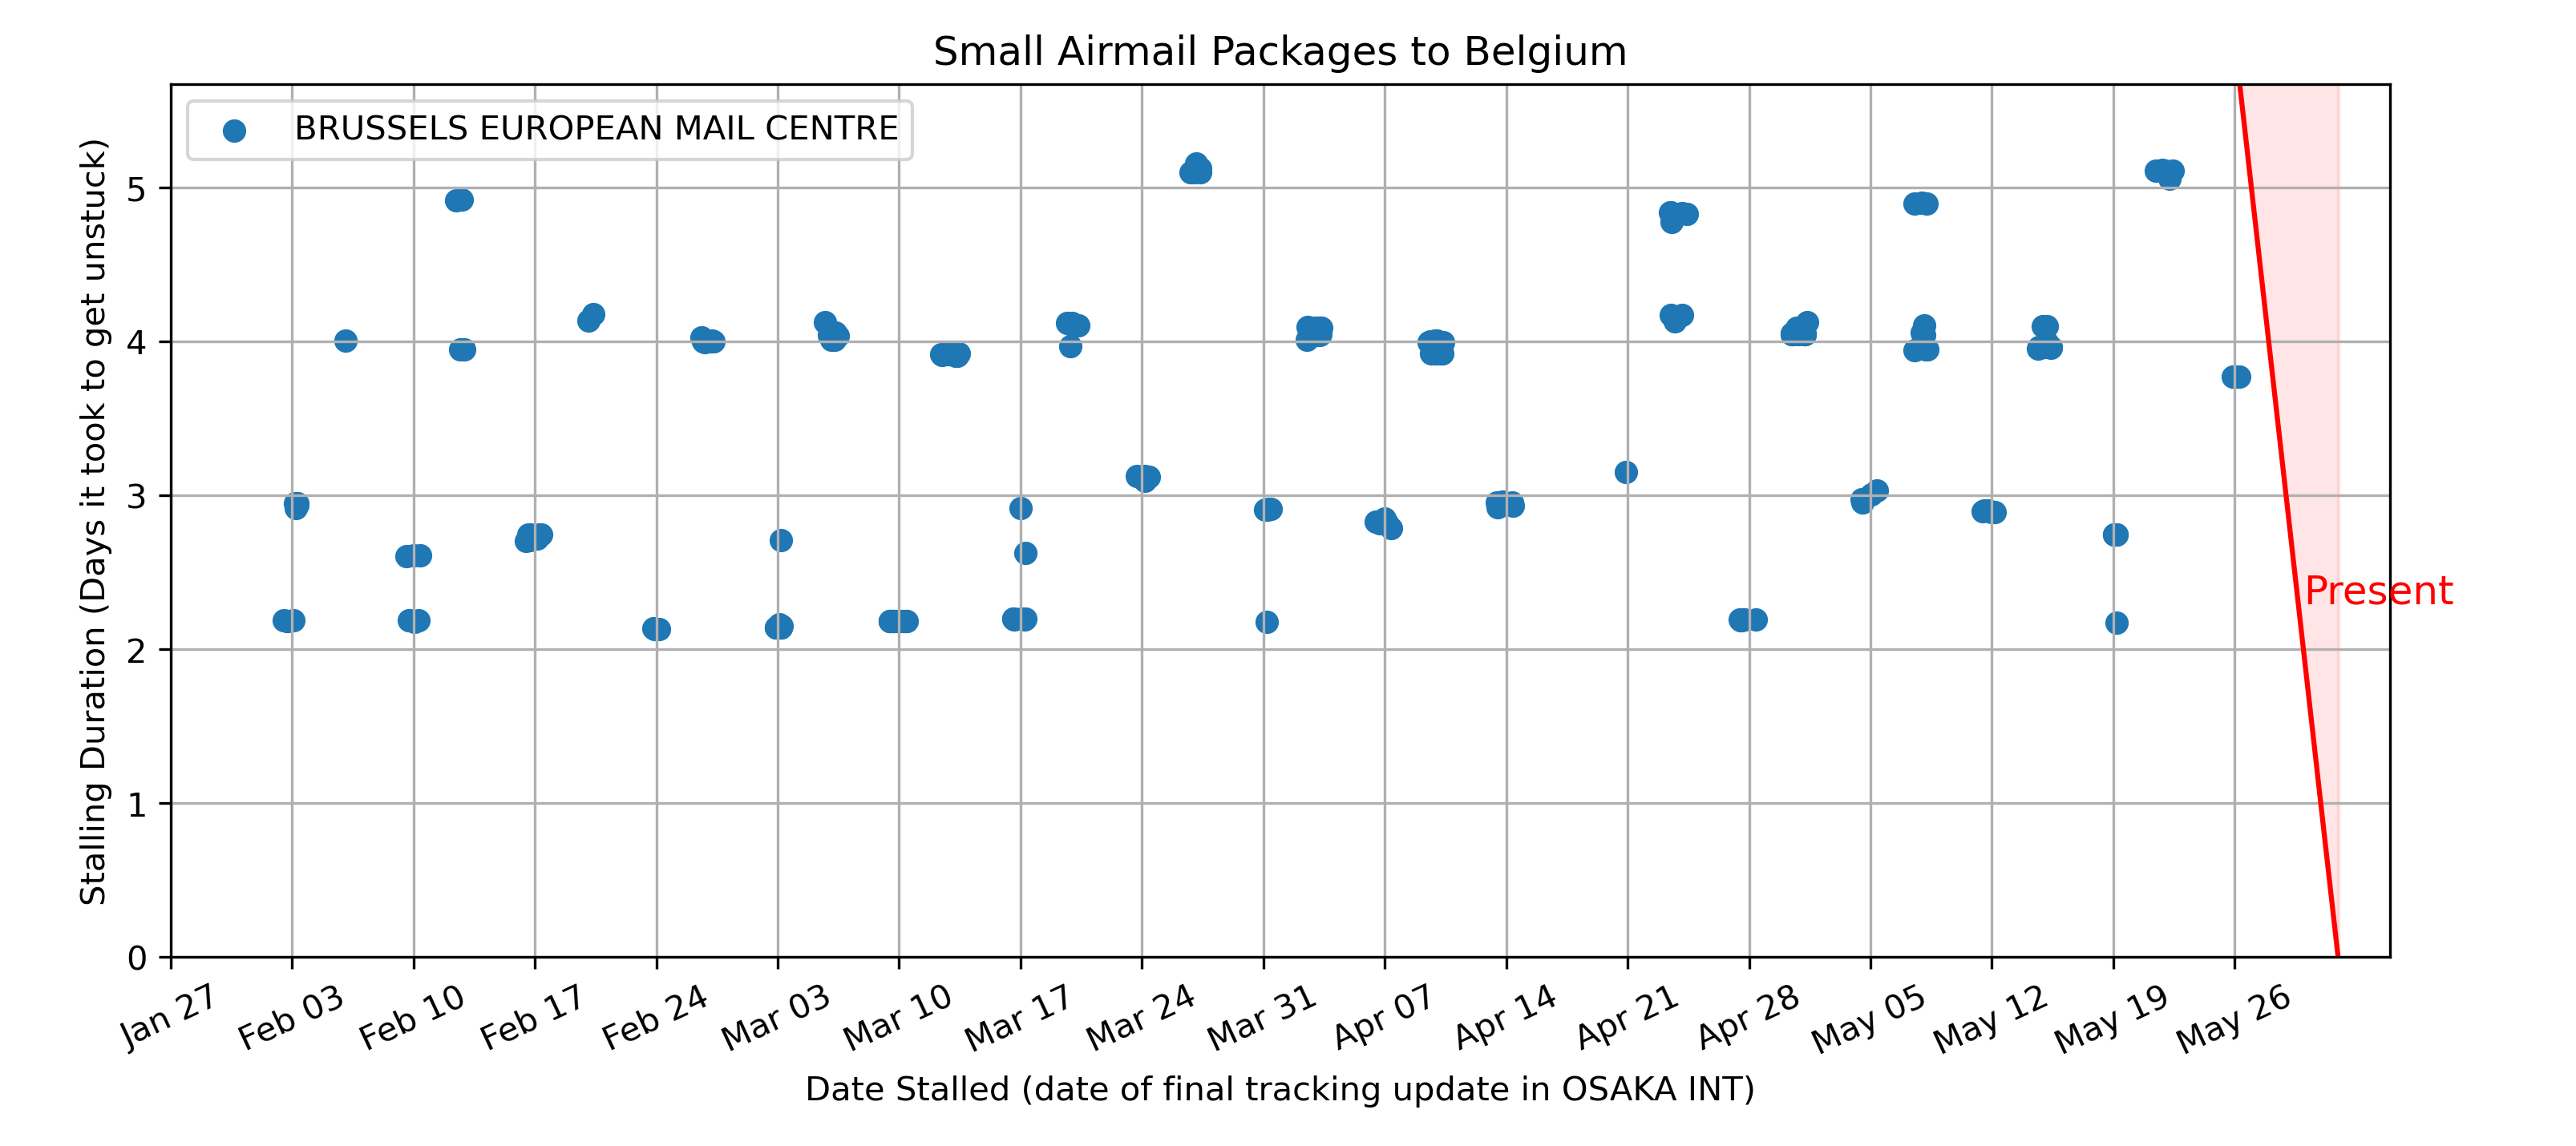 Small Airmail Packages to Belgium
BRUSSELS EUROPEAN MAIL CENTRE
Stalling Duration (Days it took to get unstuck)
5
4
3
2
1
0
Present
Jan 27
Feb 03
Feb 10
Feb 17
Feb 24
Mar 03
Mar 10
Mar 17
Mar 24
Mar 31
Apr 07
Apr 14
Apr 21
Apr 28
May 05
May 12
May 19
May 26
Date Stalled (date of final tracking update in OSAKA INT)